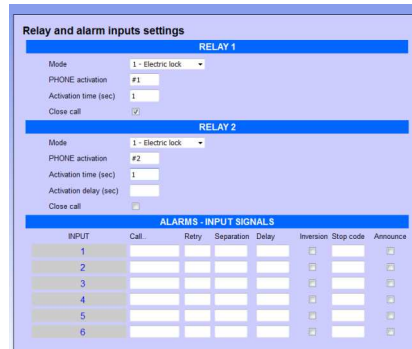 Relay and alarm inputs settings
RELAY 1
Mode 1 - Electric lock
PHONE activation #1
Activation time (sec) 1
Close call
RELAY 2
Mode 1 - Electric lock
PHONE activation #2
Activation time (sec) 1
Activation delay (sec)
Close call
ALARMS - INPUT SIGNALS
INPUT Call.. Retry Separation Delay Inversion Stop code Announce
1
2
3
4
5
6